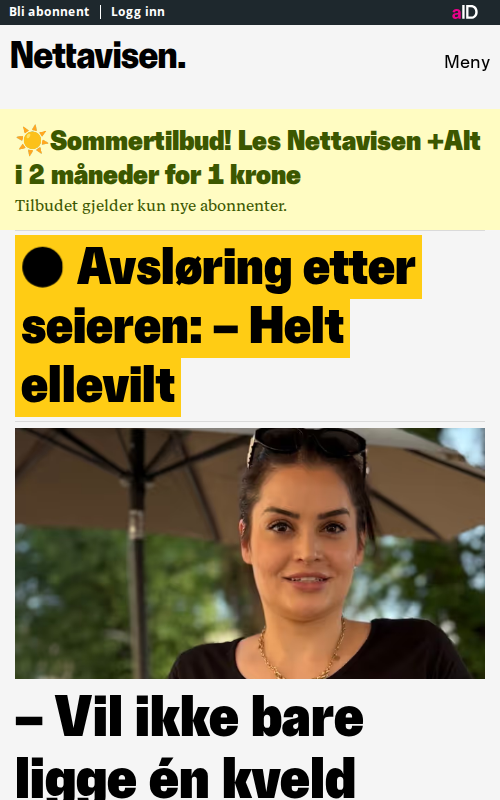 Bli abonnent | Logg inn
aID
Nettavisen.
Meny
☀️Sommertilbud! Les Nettavisen +Alt
i 2 måneder for 1 krone
Tilbudet gjelder kun nye abonnenter.
● Avsløring etter
seieren: – Helt
ellevilt
– Vil ikke bare
ligge én kveld